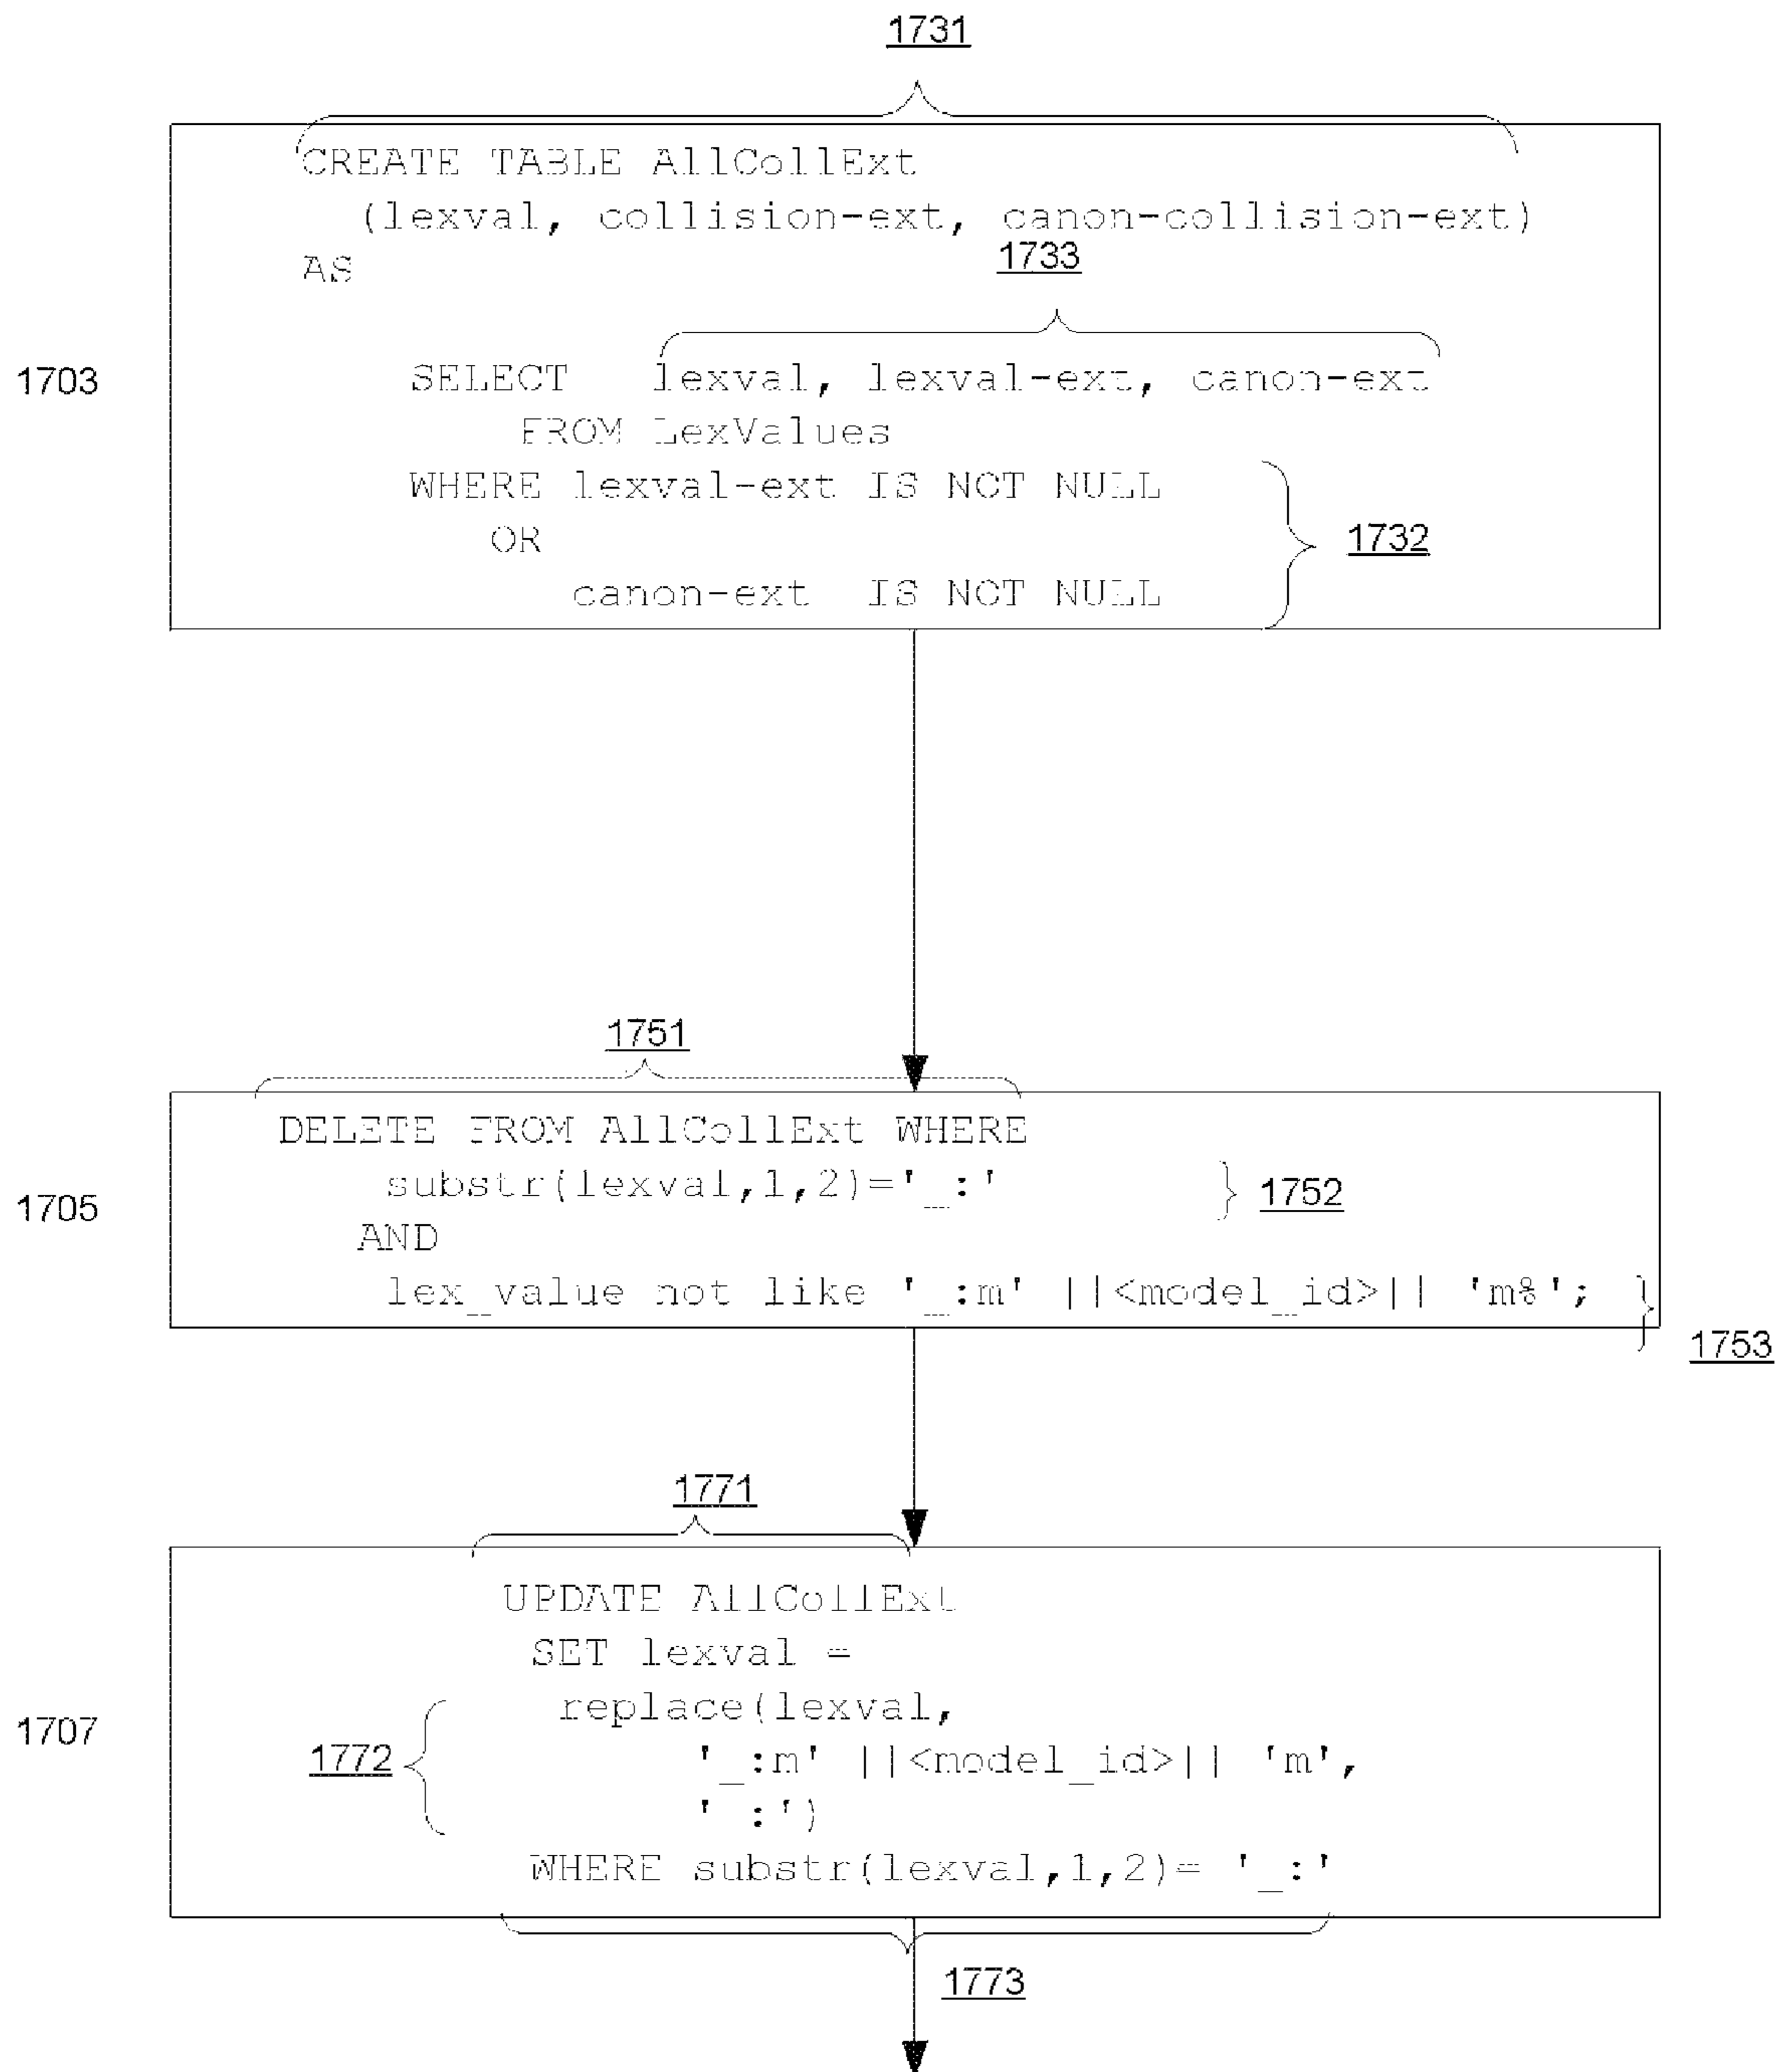 1731
CREATE TABLE AllCollExt
(lexval, collision-ext, canon-collision-ext)
1733
AS
1703
SELECT lexval, lexval-ext, canon-ext
FROM LexValues
WHERE lexval-ext IS NOT NULL
OR
1732
canon-ext IS NOT NULL
1751
DELETE FROM AllCollExt WHERE
substr(lexval,1,2)='_:'
1752
1705
AND
lex_value not like '_:m' ||<model_id>|| 'm%';
1753
1771
UPDATE AllCollExt
SET lexval =
replace(lexval,
1707
1772
'_:m' ||<model_id>|| 'm',
'_:')
WHERE substr(lexval,1,2)= '_:'
1773